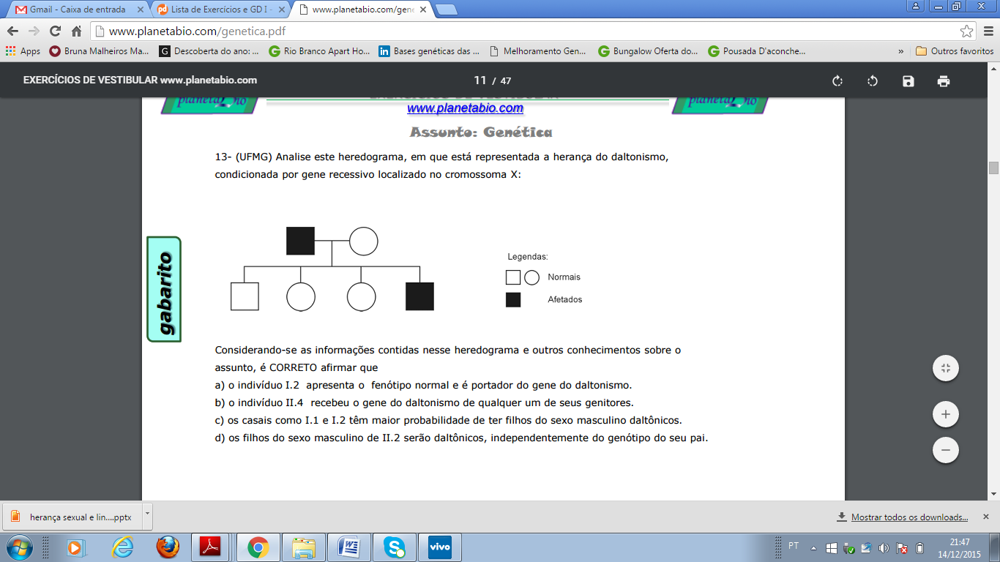 Gmail - Caixa de entrada
Lista de Exercícios e GD I -
www.planetabio.com/gene
www.planetabio.com/genetica.pdf
Apps
Bruna Malheiros Ma...
Descoberta do ano: ...
Rio Branco Apart Ho...
Bases genéticas das ...
Melhoramento Gen...
Bungalow Oferta do...
Pousada D'aconche...
»
Outros favoritos
EXERCÍCIOS DE VESTIBULAR www.planetabio.com
11 / 47
EXERCÍCIOS DE VESTIBULAR
www.planetabio.com
Assunto: Genética
13- (UFMG) Analise este heredograma, em que está representada a herança do daltonismo,
condicionada por gene recessivo localizado no cromossoma X:
gabarito
Legendas:
Normais
Afetados
Considerando-se as informações contidas nesse heredograma e outros conhecimentos sobre o
assunto, é CORRETO afirmar que
a) o indivíduo I.2 apresenta o fenótipo normal e é portador do gene do daltonismo.
b) o indivíduo II.4 recebeu o gene do daltonismo de qualquer um de seus genitores.
c) os casais como I.1 e I.2 têm maior probabilidade de ter filhos do sexo masculino daltônicos.
d) os filhos do sexo masculino de II.2 serão daltônicos, independentemente do genótipo do seu pai.
herança sexual e lin....pptx
Mostrar todos os downloads...
vivo
PT
21:47
14/12/2015